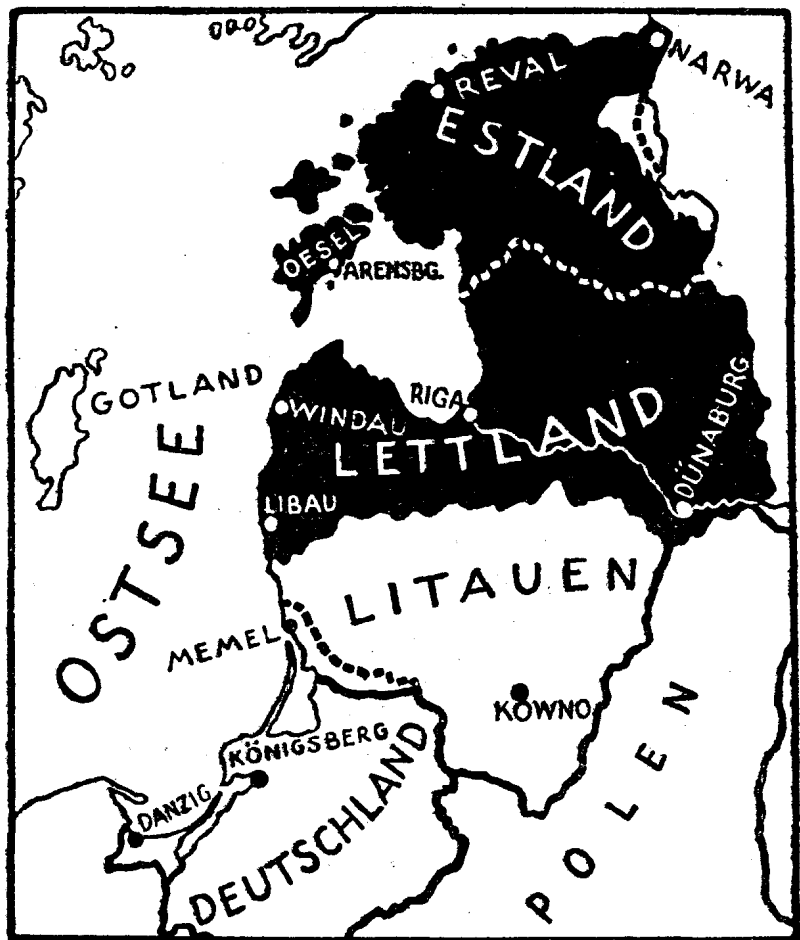 NARWA
REVAL
ESTLAND
OESEL
ARENSBG.
GOTLAND
WINDAU
RIGA
LETTLAND
DÜNABURG
LIBAU
OSTSEE
LITAUEN
MEMEL
KOWNO
KÖNIGSBERG
DANZIG
DEUTSCHLAND
POLEN